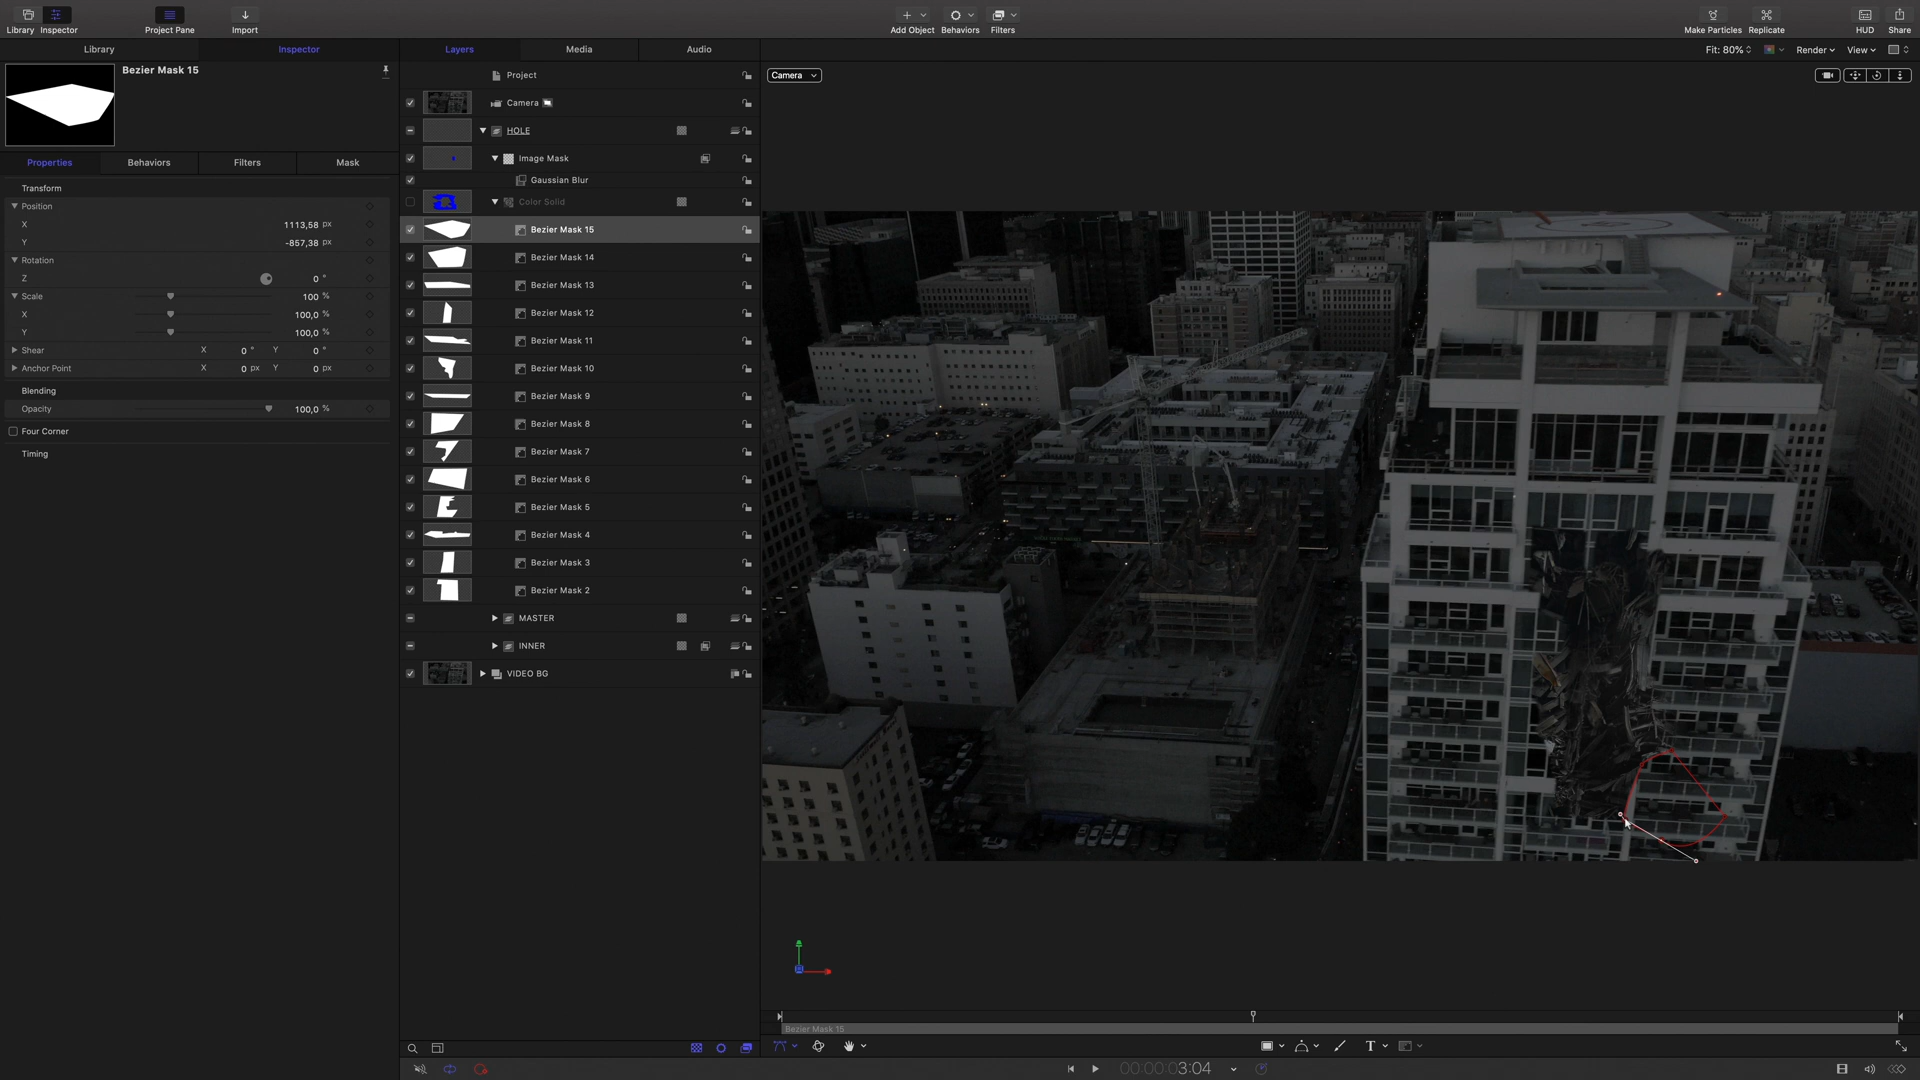 Library Inspector Project Pane Import Add Object Behaviors Filters Make Particles Replicate HUD Share
Library Inspector Layers Media Audio Fit: 80% Render View
Bezier Mask 15
Camera
Properties Behaviors Filters Mask
Transform
Position
X 1113,58 px
Y -857,38 px
Rotation
Z 0 °
Scale 100 %
X 100,0 %
Y 100,0 %
Shear X 0 ° Y 0 °
Anchor Point X 0 px Y 0 px
Blending
Opacity 100,0 %
Four Corner
Timing
Project
Camera
HOLE
Image Mask
Gaussian Blur
Color Solid
Bezier Mask 15
Bezier Mask 14
Bezier Mask 13
Bezier Mask 12
Bezier Mask 11
Bezier Mask 10
Bezier Mask 9
Bezier Mask 8
Bezier Mask 7
Bezier Mask 6
Bezier Mask 5
Bezier Mask 4
Bezier Mask 3
Bezier Mask 2
MASTER
INNER
VIDEO BG
Bezier Mask 15
T
00:00:03:04